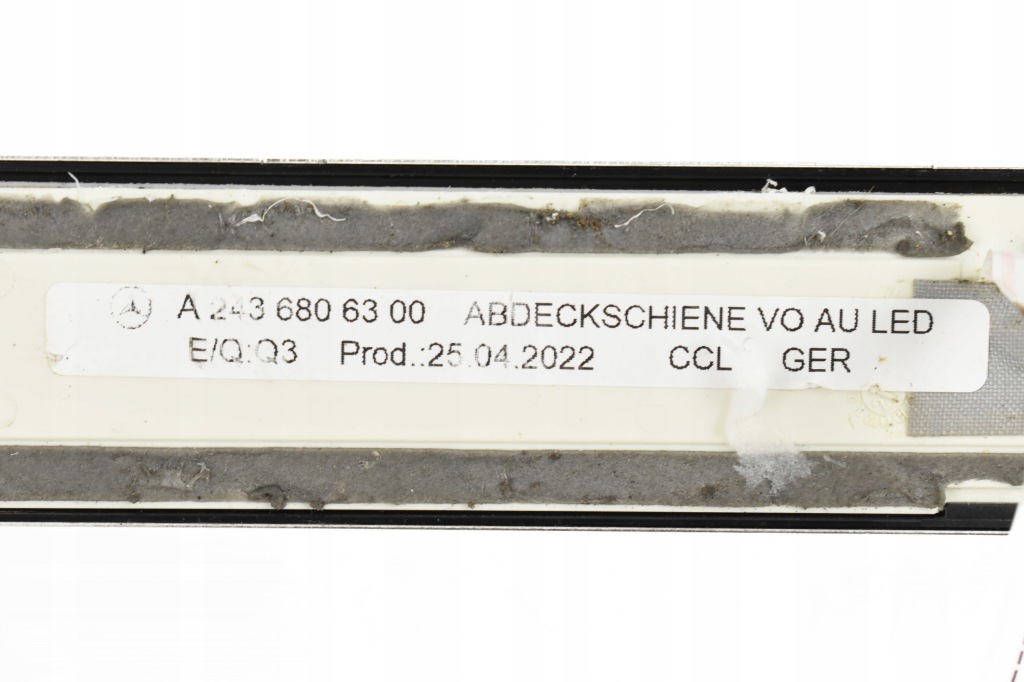 A 243 680 63 00 ABDECKSCHIENE VO AU LED
E/Q:Q3 Prod.:25.04.2022 CCL GER